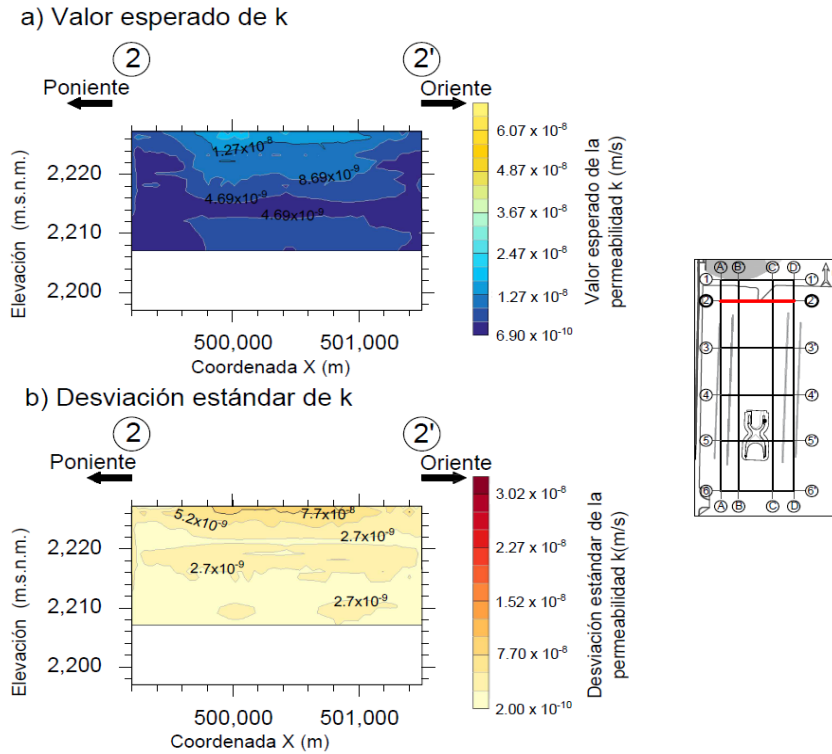 a) Valor esperado de k
2
2'
Poniente
Oriente
1.27x10⁻⁸
8.69x10⁻⁹
4.69x10⁻⁹
4.69x10⁻⁹
2,220
2,210
2,200
Elevación (m.s.n.m.)
500,000
501,000
Coordenada X (m)
6.07 x 10⁻⁸
4.87 x 10⁻⁸
3.67 x 10⁻⁸
2.47 x 10⁻⁸
1.27 x 10⁻⁸
6.90 x 10⁻¹⁰
Valor esperado de la
permeabilidad k (m/s)
b) Desviación estándar de k
2
2'
Poniente
Oriente
5.2x10⁻⁹
7.7x10⁻⁸
2.7x10⁻⁹
2.7x10⁻⁹
2.7x10⁻⁹
2,220
2,210
2,200
Elevación (m.s.n.m.)
500,000
501,000
Coordenada X (m)
3.02 x 10⁻⁸
2.27 x 10⁻⁸
1.52 x 10⁻⁸
7.70 x 10⁻⁸
2.00 x 10⁻¹⁰
Desviación estándar de la
permeabilidad k(m/s)
A B C D
1 1'
2 2'
3 3'
4 4'
5 5'
6 6'
A B C D